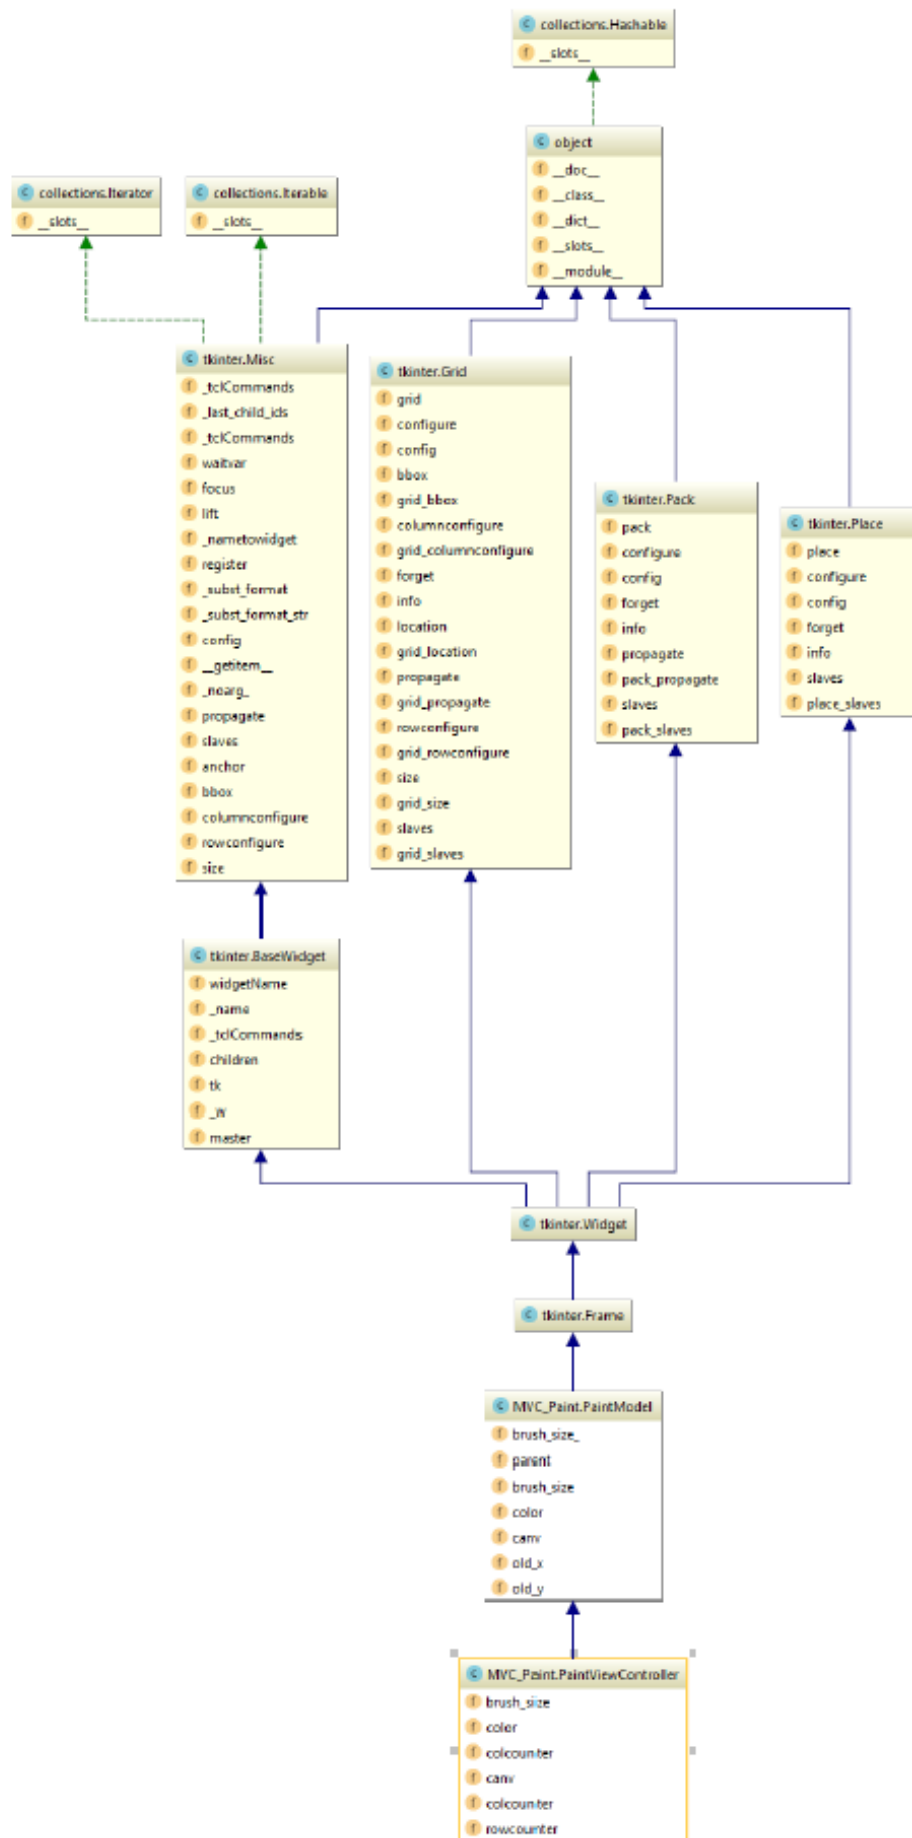 collections.Hashable
__slots__
object
__doc__
__class__
__dict__
__slots__
__module__
collections.Iterator
__slots__
collections.Iterable
__slots__
tkinter.Misc
_tclCommands
_last_child_ids
_tclCommands
waitvar
focus
lift
_nametowidget
register
_subst_format
_subst_format_str
config
__getitem__
_noarg_
propagate
slaves
anchor
bbox
columnconfigure
rowconfigure
size
tkinter.Grid
grid
configure
config
bbox
grid_bbox
columnconfigure
grid_columnconfigure
forget
info
location
grid_location
propagate
grid_propagate
rowconfigure
grid_rowconfigure
size
grid_size
slaves
grid_slaves
tkinter.Pack
pack
configure
config
forget
info
propagate
pack_propagate
slaves
pack_slaves
tkinter.Place
place
configure
config
forget
info
slaves
place_slaves
tkinter.BaseWidget
widgetName
_name
_tclCommands
children
tk
_w
master
tkinter.Widget
tkinter.Frame
MVC_Paint.PaintModel
brush_size_
parent
brush_size
color
canv
old_x
old_y
MVC_Paint.PaintViewController
brush_size
color
colcounter
canv
colcounter
rowcounter